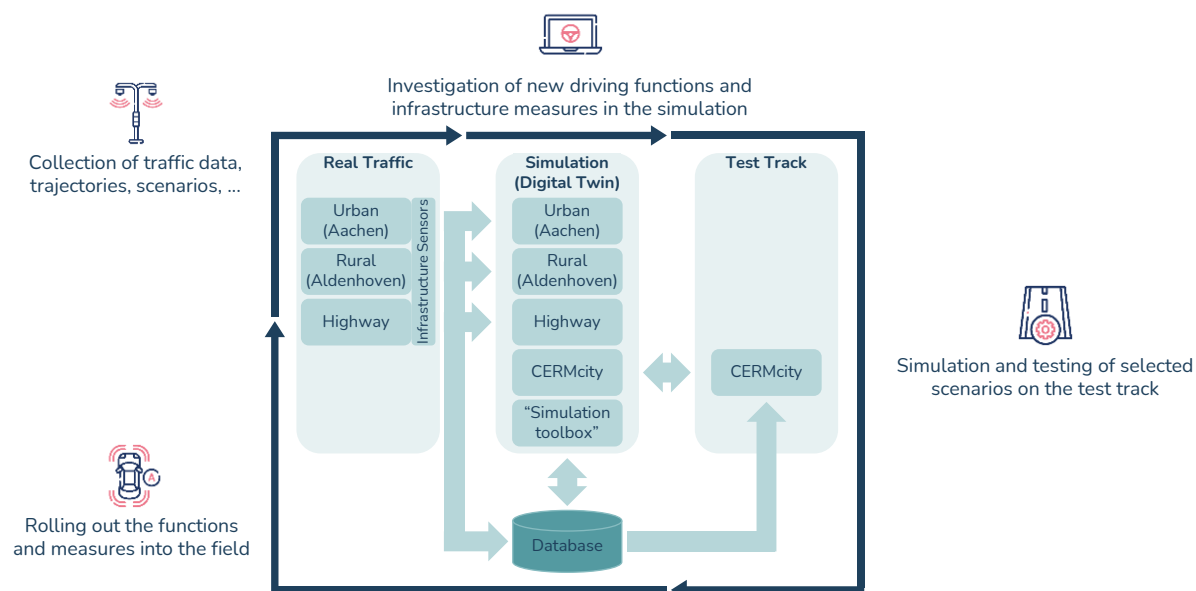 Investigation of new driving functions and
infrastructure measures in the simulation
Collection of traffic data,
trajectories, scenarios, ...
Real Traffic
Urban
(Aachen)
Rural
(Aldenhoven)
Highway
Infrastructure Sensors
Simulation
(Digital Twin)
Urban
(Aachen)
Rural
(Aldenhoven)
Highway
CERMcity
“Simulation
toolbox”
Test Track
CERMcity
Database
Simulation and testing of selected
scenarios on the test track
A
Rolling out the functions
and measures into the field